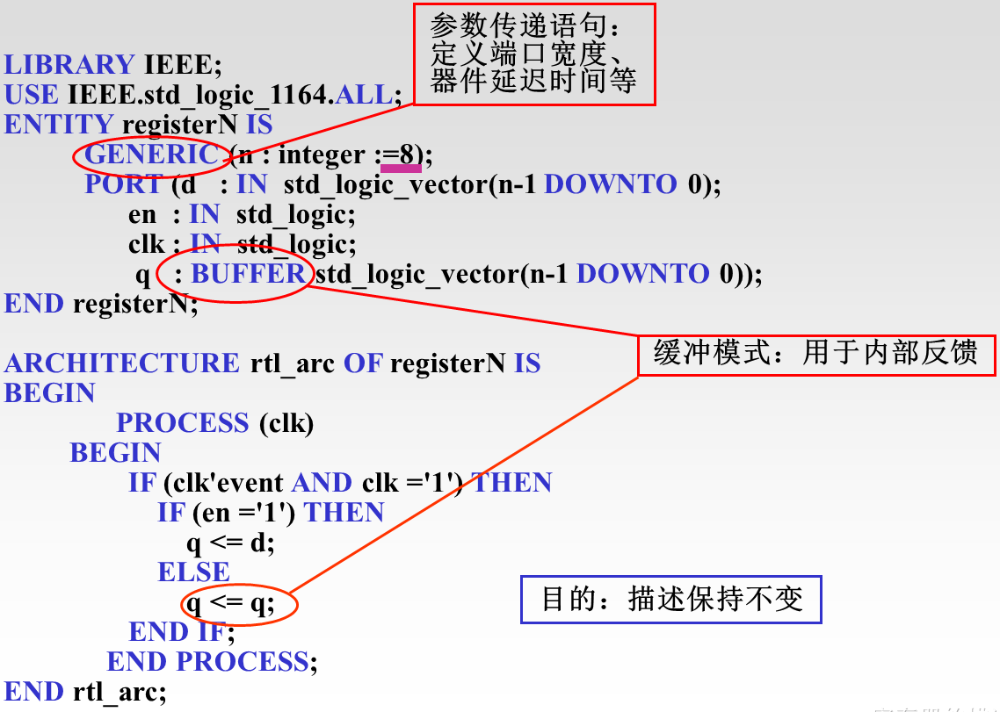 参数传递语句:
定义端口宽度、
器件延迟时间等
LIBRARY IEEE;
USE IEEE.std_logic_1164.ALL;
ENTITY registerN IS
GENERIC (n : integer :=8);
PORT (d : IN std_logic_vector(n-1 DOWNTO 0);
en : IN std_logic;
clk : IN std_logic;
q : BUFFER std_logic_vector(n-1 DOWNTO 0));
END registerN;
缓冲模式：用于内部反馈
ARCHITECTURE rtl_arc OF registerN IS
BEGIN
PROCESS (clk)
BEGIN
IF (clk'event AND clk ='1') THEN
IF (en ='1') THEN
q <= d;
ELSE
q <= q;
目的：描述保持不变
END IF;
END PROCESS;
END rtl_arc;